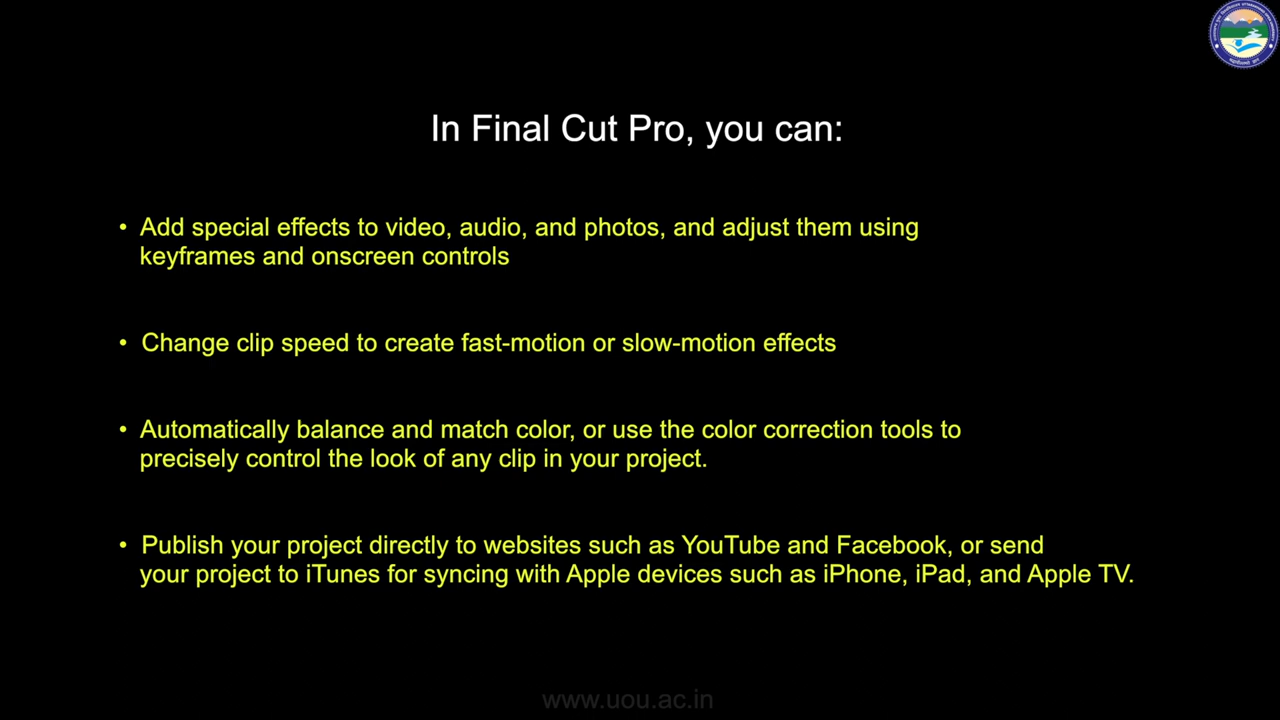 In Final Cut Pro, you can:
• Add special effects to video, audio, and photos, and adjust them using
keyframes and onscreen controls
• Change clip speed to create fast-motion or slow-motion effects
• Automatically balance and match color, or use the color correction tools to
precisely control the look of any clip in your project.
• Publish your project directly to websites such as YouTube and Facebook, or send
your project to iTunes for syncing with Apple devices such as iPhone, iPad, and Apple TV.
www.uou.ac.in